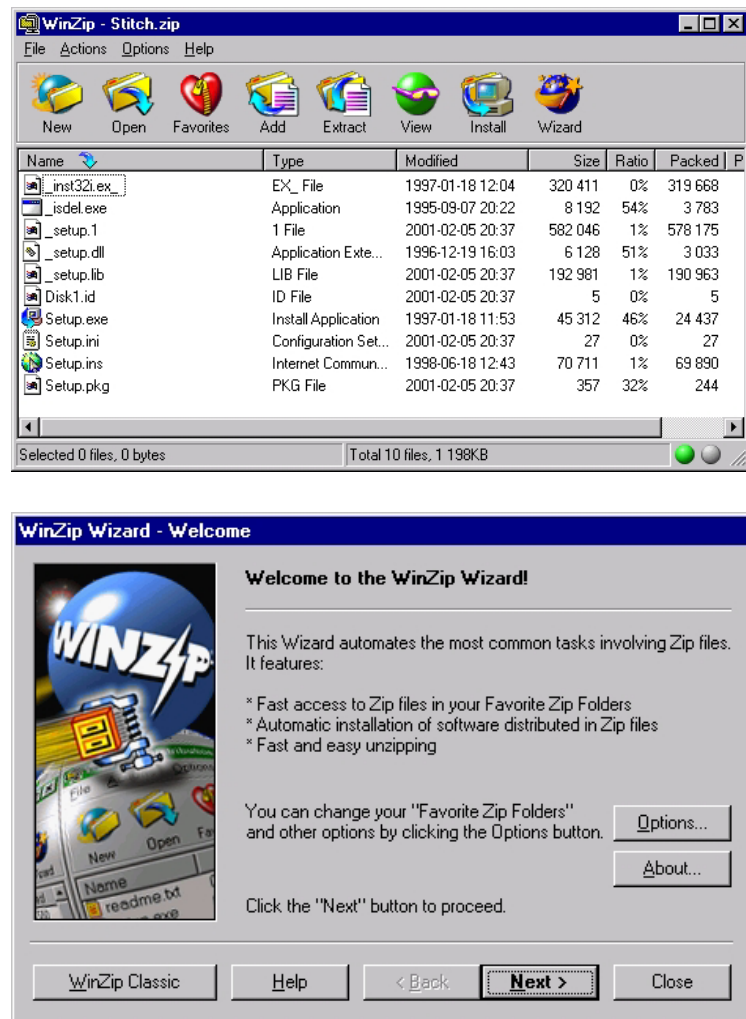 WinZip - Stitch.zip
File Actions Options Help
New Open Favorites Add Extract View Install Wizard
Name Type Modified Size Ratio Packed P
_inst32i.ex_ EX_ File 1997-01-18 12:04 320 411 0% 319 668
_isdel.exe Application 1995-09-07 20:22 8 192 54% 3 783
_setup.1 1 File 2001-02-05 20:37 582 046 1% 578 175
_setup.dll Application Exte... 1996-12-19 16:03 6 128 51% 3 033
_setup.lib LIB File 2001-02-05 20:37 192 981 1% 190 963
Disk1.id ID File 2001-02-05 20:37 5 0% 5
Setup.exe Install Application 1997-01-18 11:53 45 312 46% 24 437
Setup.ini Configuration Set... 2001-02-05 20:37 27 0% 27
Setup.ins Internet Commun... 1998-06-18 12:43 70 711 1% 69 890
Setup.pkg PKG File 2001-02-05 20:37 357 32% 244
Selected 0 files, 0 bytes Total 10 files, 1 198KB
WinZip Wizard - Welcome
Welcome to the WinZip Wizard!
This Wizard automates the most common tasks involving Zip files.
It features:
* Fast access to Zip files in your Favorite Zip Folders
* Automatic installation of software distributed in Zip files
* Fast and easy unzipping
You can change your "Favorite Zip Folders"
and other options by clicking the Options button.
Options...
About...
Click the "Next" button to proceed.
WINZIP
File Options
New Open Fav
Name
readme.txt
WinZip Classic Help < Back Next > Close